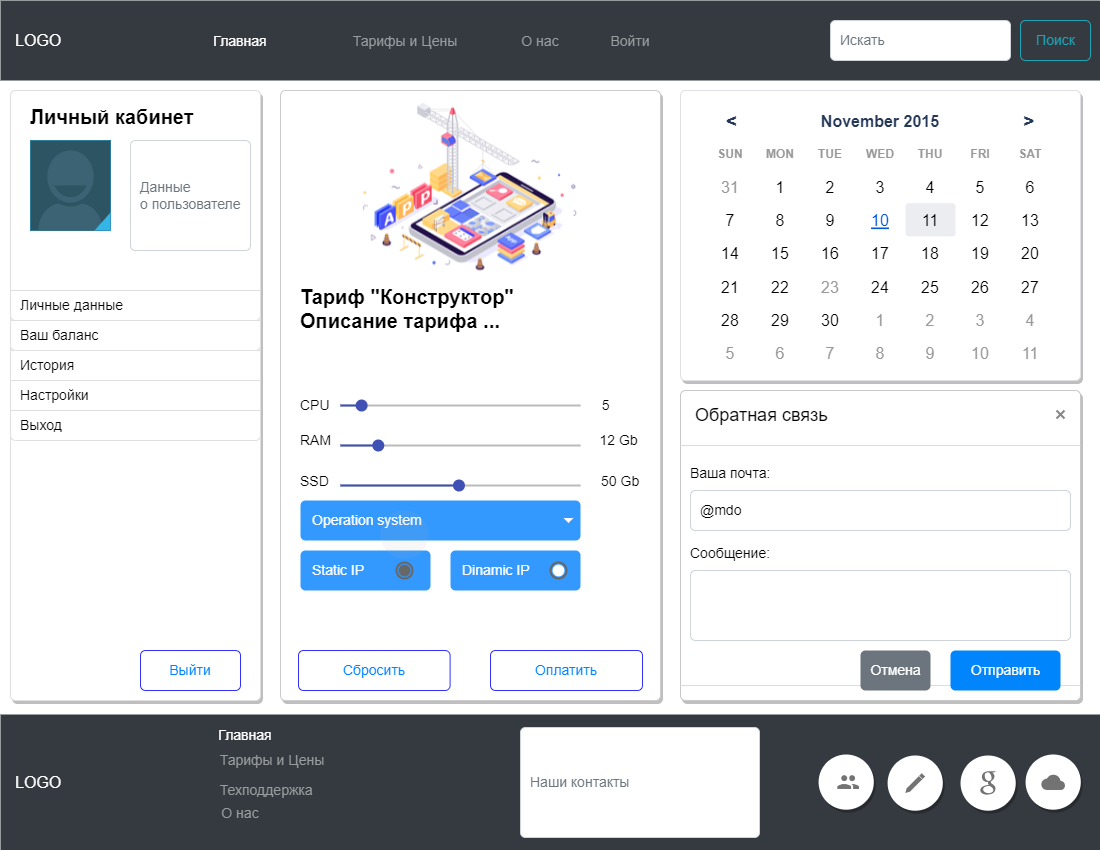 LOGO
Главная
Тарифы и Цены
О нас
Войти
Искать
Поиск
Личный кабинет
Данные
о пользователе
Личные данные
Ваш баланс
История
Настройки
Выход
Выйти
APP
Тариф "Конструктор"
Описание тарифа ...
CPU 5
RAM 12 Gb
SSD 50 Gb
Operation system
Static IP
Dinamic IP
Сбросить
Оплатить
< November 2015 >
SUN MON TUE WED THU FRI SAT
31 1 2 3 4 5 6
7 8 9 10 11 12 13
14 15 16 17 18 19 20
21 22 23 24 25 26 27
28 29 30 1 2 3 4
5 6 7 8 9 10 11
Обратная связь ×
Ваша почта:
@mdo
Сообщение:
Отмена
Отправить
LOGO
Главная
Тарифы и Цены
Техподдержка
О нас
Наши контакты
g